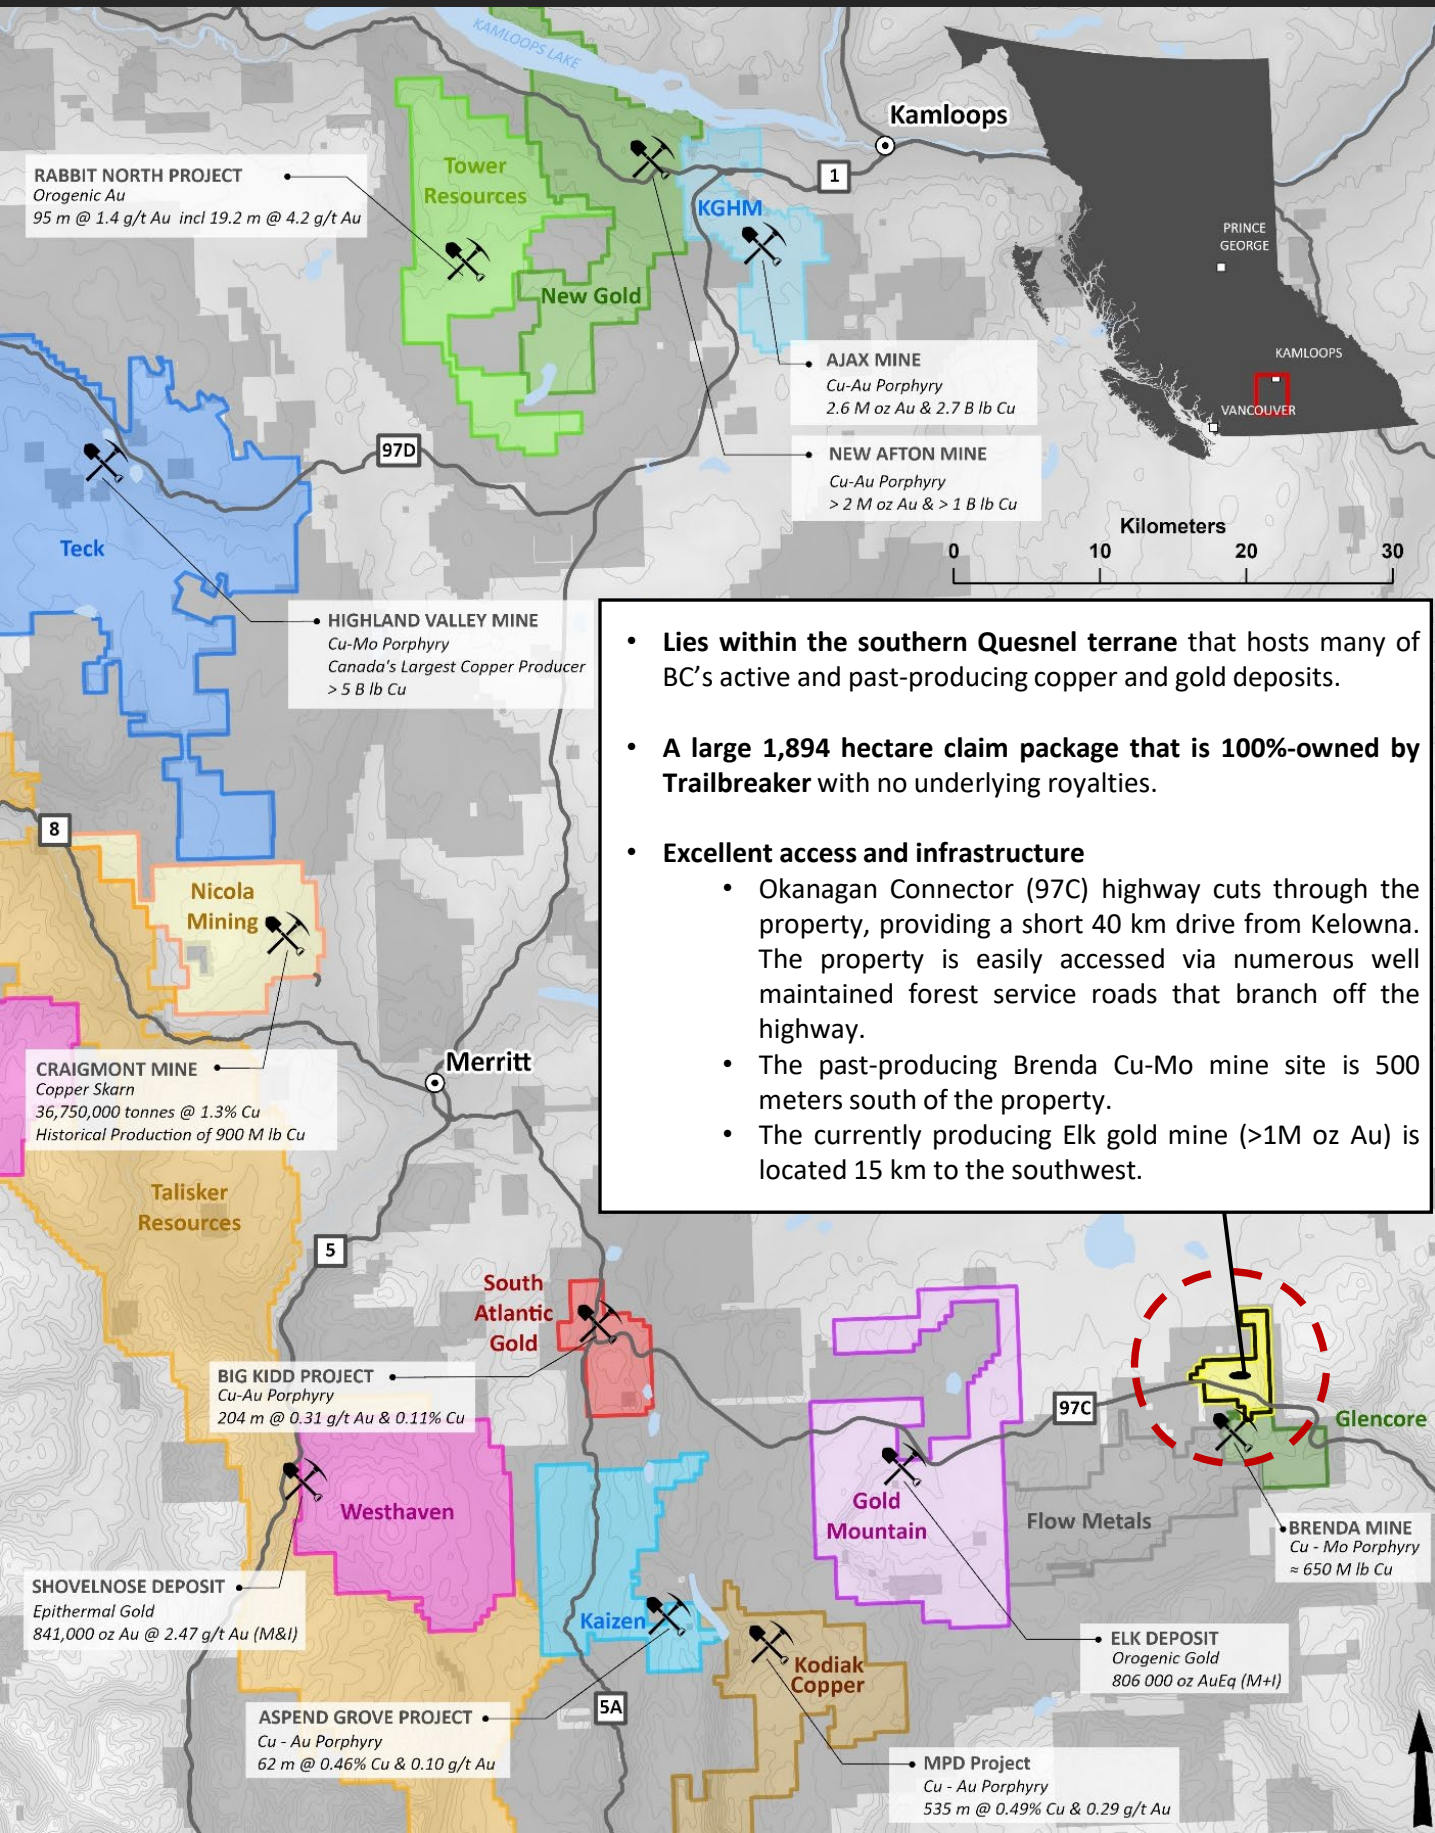 KAMLOOPS LAKE
Kamloops
1
Tower
Resources
RABBIT NORTH PROJECT
Orogenic Au
95 m @ 1.4 g/t Au incl 19.2 m @ 4.2 g/t Au
KGHM
New Gold
PRINCE
GEORGE
KAMLOOPS
VANCOUVER
AJAX MINE
Cu-Au Porphyry
2.6 M oz Au & 2.7 B lb Cu
NEW AFTON MINE
Cu-Au Porphyry
> 2 M oz Au & > 1 B lb Cu
97D
Kilometers
0 10 20 30
Teck
HIGHLAND VALLEY MINE
Cu-Mo Porphyry
Canada's Largest Copper Producer
> 5 B lb Cu
• Lies within the southern Quesnel terrane that hosts many of
BC’s active and past-producing copper and gold deposits.
• A large 1,894 hectare claim package that is 100%-owned by
Trailbreaker with no underlying royalties.
• Excellent access and infrastructure
• Okanagan Connector (97C) highway cuts through the
property, providing a short 40 km drive from Kelowna.
The property is easily accessed via numerous well
maintained forest service roads that branch off the
highway.
• The past-producing Brenda Cu-Mo mine site is 500
meters south of the property.
• The currently producing Elk gold mine (>1M oz Au) is
located 15 km to the southwest.
8
Nicola
Mining
CRAIGMONT MINE
Copper Skarn
36,750,000 tonnes @ 1.3% Cu
Historical Production of 900 M lb Cu
Merritt
Talisker
Resources
5
South
Atlantic
Gold
BIG KIDD PROJECT
Cu-Au Porphyry
204 m @ 0.31 g/t Au & 0.11% Cu
97C
Glencore
Westhaven
Gold
Mountain
Flow Metals
BRENDA MINE
Cu - Mo Porphyry
≈ 650 M lb Cu
SHOVELNOSE DEPOSIT
Epithermal Gold
841,000 oz Au @ 2.47 g/t Au (M&I)
Kaizen
ELK DEPOSIT
Orogenic Gold
806 000 oz AuEq (M+I)
Kodiak
Copper
5A
ASPEND GROVE PROJECT
Cu - Au Porphyry
62 m @ 0.46% Cu & 0.10 g/t Au
MPD Project
Cu - Au Porphyry
535 m @ 0.49% Cu & 0.29 g/t Au